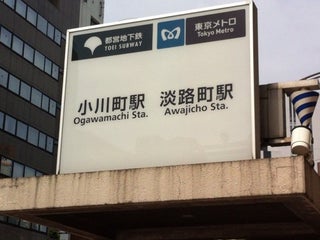 都営地下鉄
TOEI SUBWAY
東京メトロ
Tokyo Metro
小川町駅 淡路町駅
Ogawamachi Sta. Awajicho Sta.